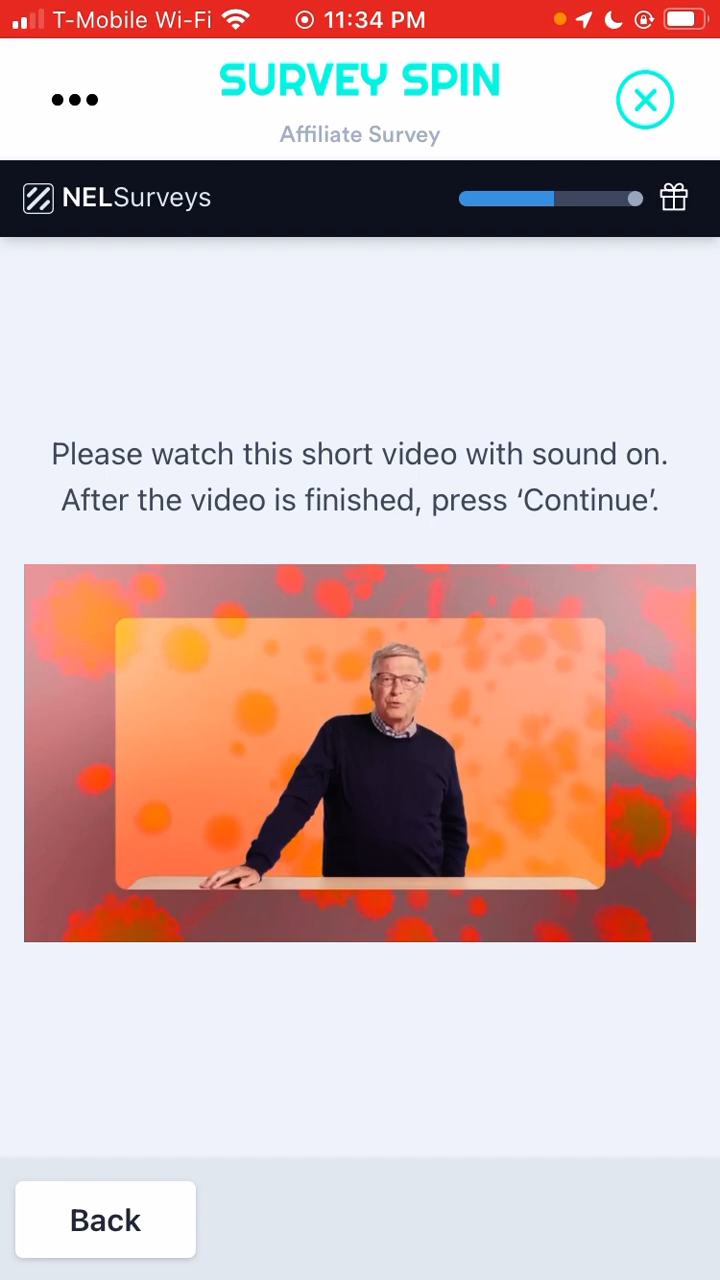 T-Mobile Wi-Fi 11:34 PM
SURVEY SPIN
Affiliate Survey
NELSurveys
Please watch this short video with sound on.
After the video is finished, press ‘Continue’.
Back